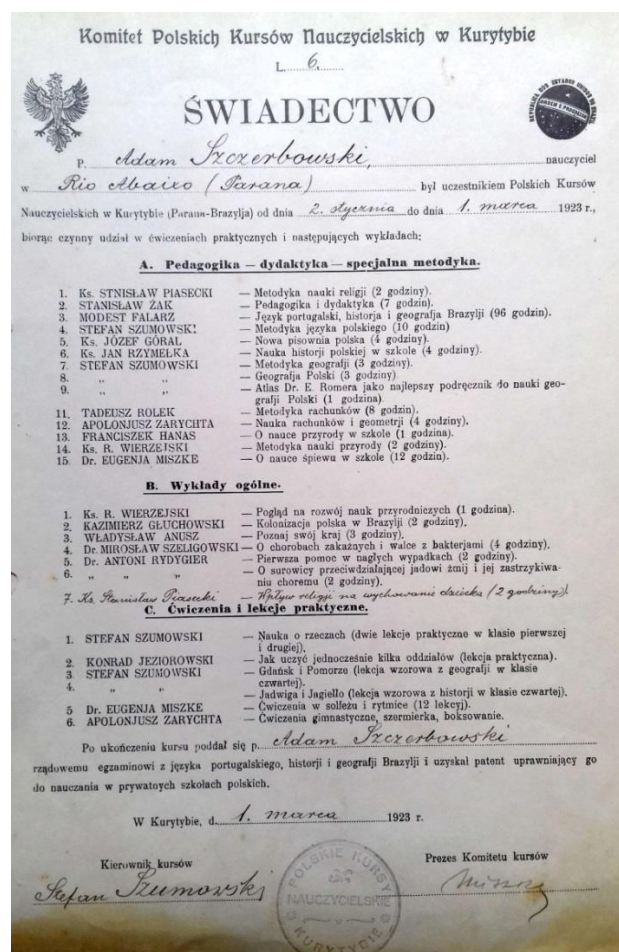 Komitet Polskich Kursów Nauczycielskich w Kurytybie
L. 6.
ŚWIADECTWO
REPUBLICA DOS ESTADOS UNIDOS DO BRAZIL
ORDEM E PROGRESSO
P. Adam Szczerbowski, nauczyciel
w Rio Abaixo (Parana) był uczestnikiem Polskich Kursów
Nauczycielskich w Kurytybie (Parana-Brazylja) od dnia 2. stycznia do dnia 1. marca 1923 r.,
biorąc czynny udział w ćwiczeniach praktycznych i następujących wykładach:
A. Pedagogika — dydaktyka — specjalna metodyka.
1. Ks. STNISŁAW PIASECKI — Metodyka nauki religji (2 godziny).
2. STANISŁAW ŻAK — Pedagogika i dydaktyka (7 godzin).
3. MODEST FALARZ — Język portugalski, historja i geografja Brazylji (96 godzin).
4. STEFAN SZUMOWSKI — Metodyka języka polskiego (10 godzin)
5. Ks. JÓZEF GÓRAL — Nowa pisownia polska (4 godziny).
6. Ks. JAN RZYMEŁKA — Nauka historji polskiej w szkole (4 godziny).
7. STEFAN SZUMOWSKI — Metodyka geografji (3 godziny).
8. „ „ — Geografja Polski (3 godziny).
9. „ „ — Atlas Dr. E. Romera jako najlepszy podręcznik do nauki geo-
grafji Polski (1 godzina)
11. TADEUSZ ROLEK — Metodyka rachunków (8 godzin).
12. APOLONJUSZ ZARYCHTA — Nauka rachunków i geometrji (4 godziny).
13. FRANCISZEK HANAS — O nauce przyrody w szkole (1 godzina).
14. Ks. R. WIERZEJSKI — Metodyka nauki przyrody (2 godziny).
15. Dr. EUGENJA MISZKE — O nauce śpiewu w szkole (12 godzin).
B. Wykłady ogólne.
1. Ks. R. WIERZEJSKI — Pogląd na rozwój nauk przyrodniczych (1 godzina).
2. KAZIMIERZ GŁUCHOWSKI — Kolonizacja polska w Brazylji (2 godziny).
3. WŁADYSŁAW ANUSZ — Poznaj swój kraj (3 godziny).
4. Dr. MIROSŁAW SZELIGOWSKI — O chorobach zakaźnych i walce z bakterjami (4 godziny).
5. Dr. ANTONI RYDYGIER — Pierwsza pomoc w nagłych wypadkach (2 godziny).
6. „ „ „ — O surowicy przeciwdziałającej jadowi żmij i jej zastrzykiwa-
niu choremu (2 godziny).
7. Ks. Stanisław Piasecki — Wpływ religji na wychowanie dziecka (2 godziny).
C. Ćwiczenia i lekcje praktyczne.
1. STEFAN SZUMOWSKI — Nauka o rzeczach (dwie lekcje praktyczne w klasie pierwszej
i drugiej),
2. KONRAD JEZIOROWSKI — Jak uczyć jednocześnie kilka oddziałów (lekcja praktyczna).
3 STEFAN SZUMOWSKI — Gdańsk i Pomorze (lekcja wzorowa z geografji w klasie
czwartej).
4. „ „ — Jadwiga i Jagiełło (lekcja wzorowa z historji w klasie czwartej).
5 Dr. EUGENJA MISZKE — Ćwiczenia w solfeżu i rytmice (12 lekcyj).
6. APOLONJUSZ ZARYCHTA — Ćwiczenia gimnastyczne, szermierka, boksowanie.
Po ukończeniu kursu poddał się p. Adam Szczerbowski
rządowemu egzaminowi z języka portugalskiego, historji i geografji Brazylji i uzyskał patent uprawniający go
do nauczania w prywatnych szkołach polskich.
W Kurytybie, d. 1. marca 1923 r.
Kierownik kursów
Prezes Komitetu kursów
Stefan Szumowski
Miszke
POLSKIE KURSY
NAUCZYCIELSKIE
KURYTYBIE